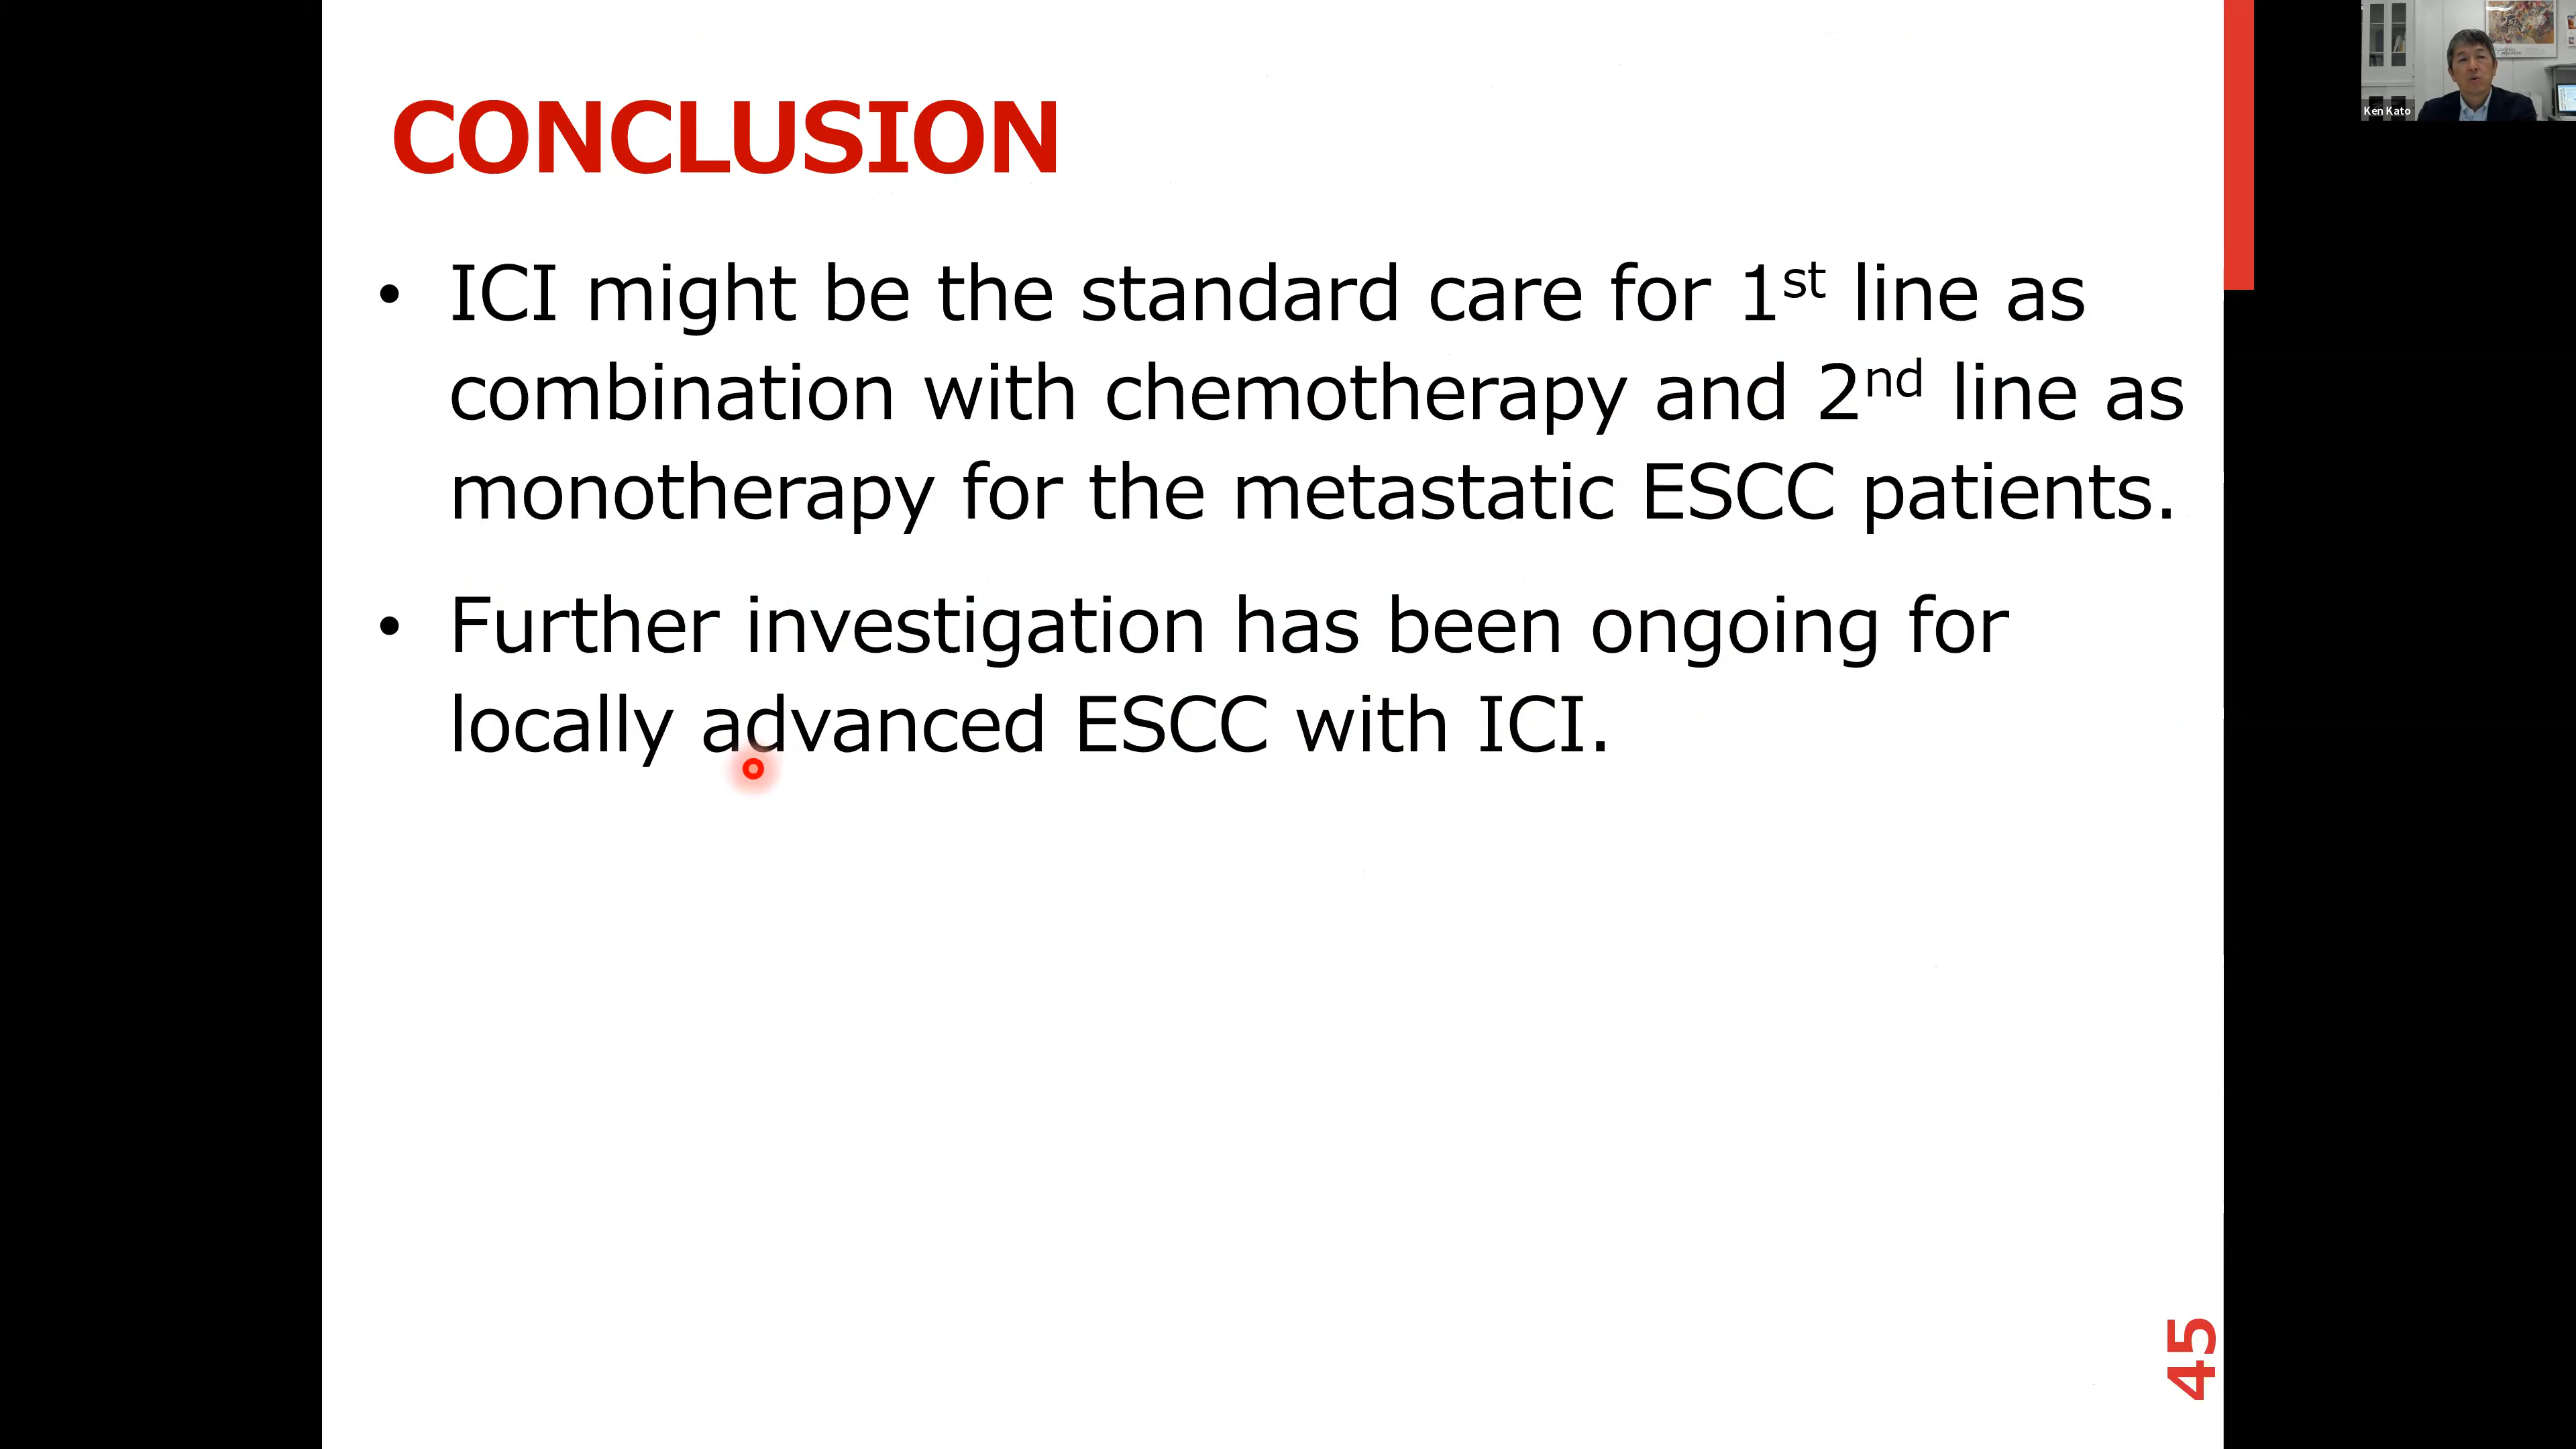 CONCLUSION
• ICI might be the standard care for 1st line as
combination with chemotherapy and 2nd line as
monotherapy for the metastatic ESCC patients.
• Further investigation has been ongoing for
locally advanced ESCC with ICI.
45
Ken Kato